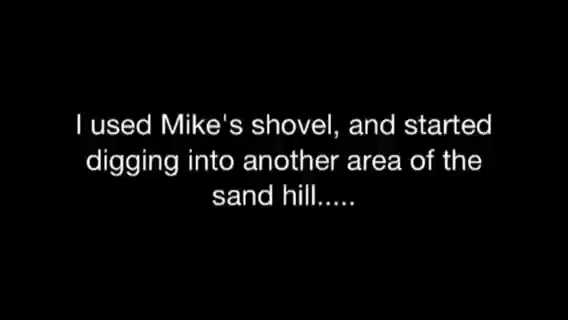 I used Mike's shovel, and started
digging into another area of the
sand hill.....